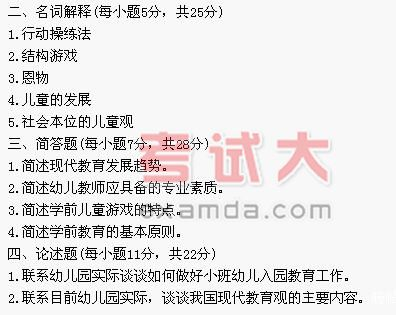 二、名词解释(每小题5分，共25分)
1.行动操练法
2.结构游戏
3.恩物
4.儿童的发展
5.社会本位的儿童观
三、简答题(每小题7分，共28分)
1.简述现代教育发展趋势。
2.简述幼儿教师应具备的专业素质。
3.简述学前儿童游戏的特点。
4.简述学前教育的基本原则。
四、论述题(每小题11分，共22分)
1.联系幼儿园实际谈谈如何做好小班幼儿入园教育工作。
2.联系目前幼儿园实际，谈谈我国现代教育观的主要内容。
考试大
examda.com